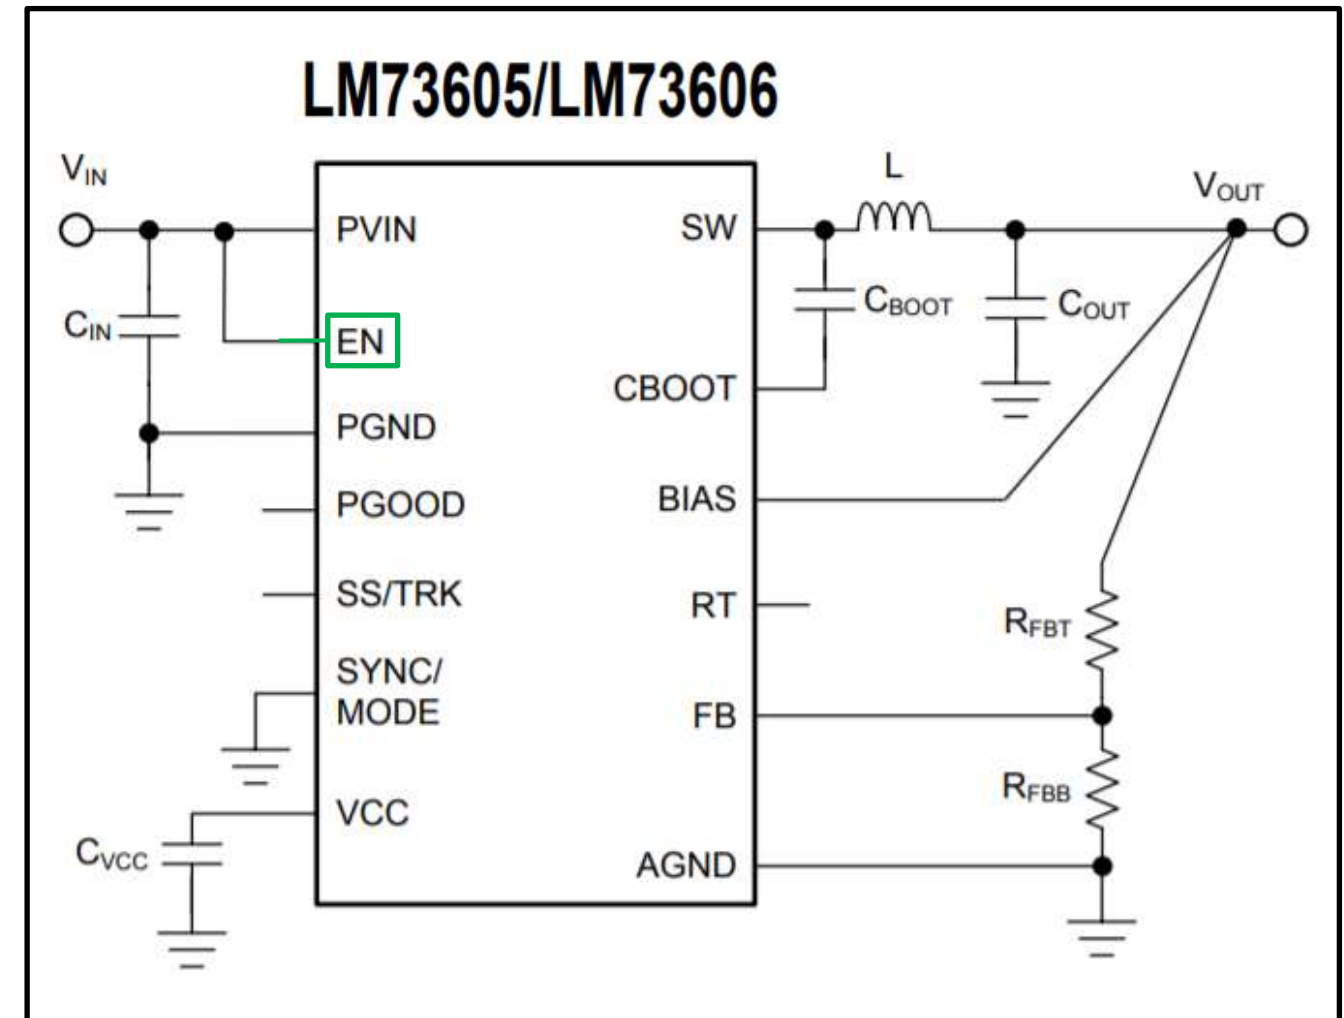 LM73605/LM73606
VIN
L
VOUT
PVIN
SW
CIN
EN
CBOOT
COUT
CBOOT
PGND
PGOOD
BIAS
SS/TRK
RT
RFBT
SYNC/
MODE
FB
RFBB
VCC
CVCC
AGND